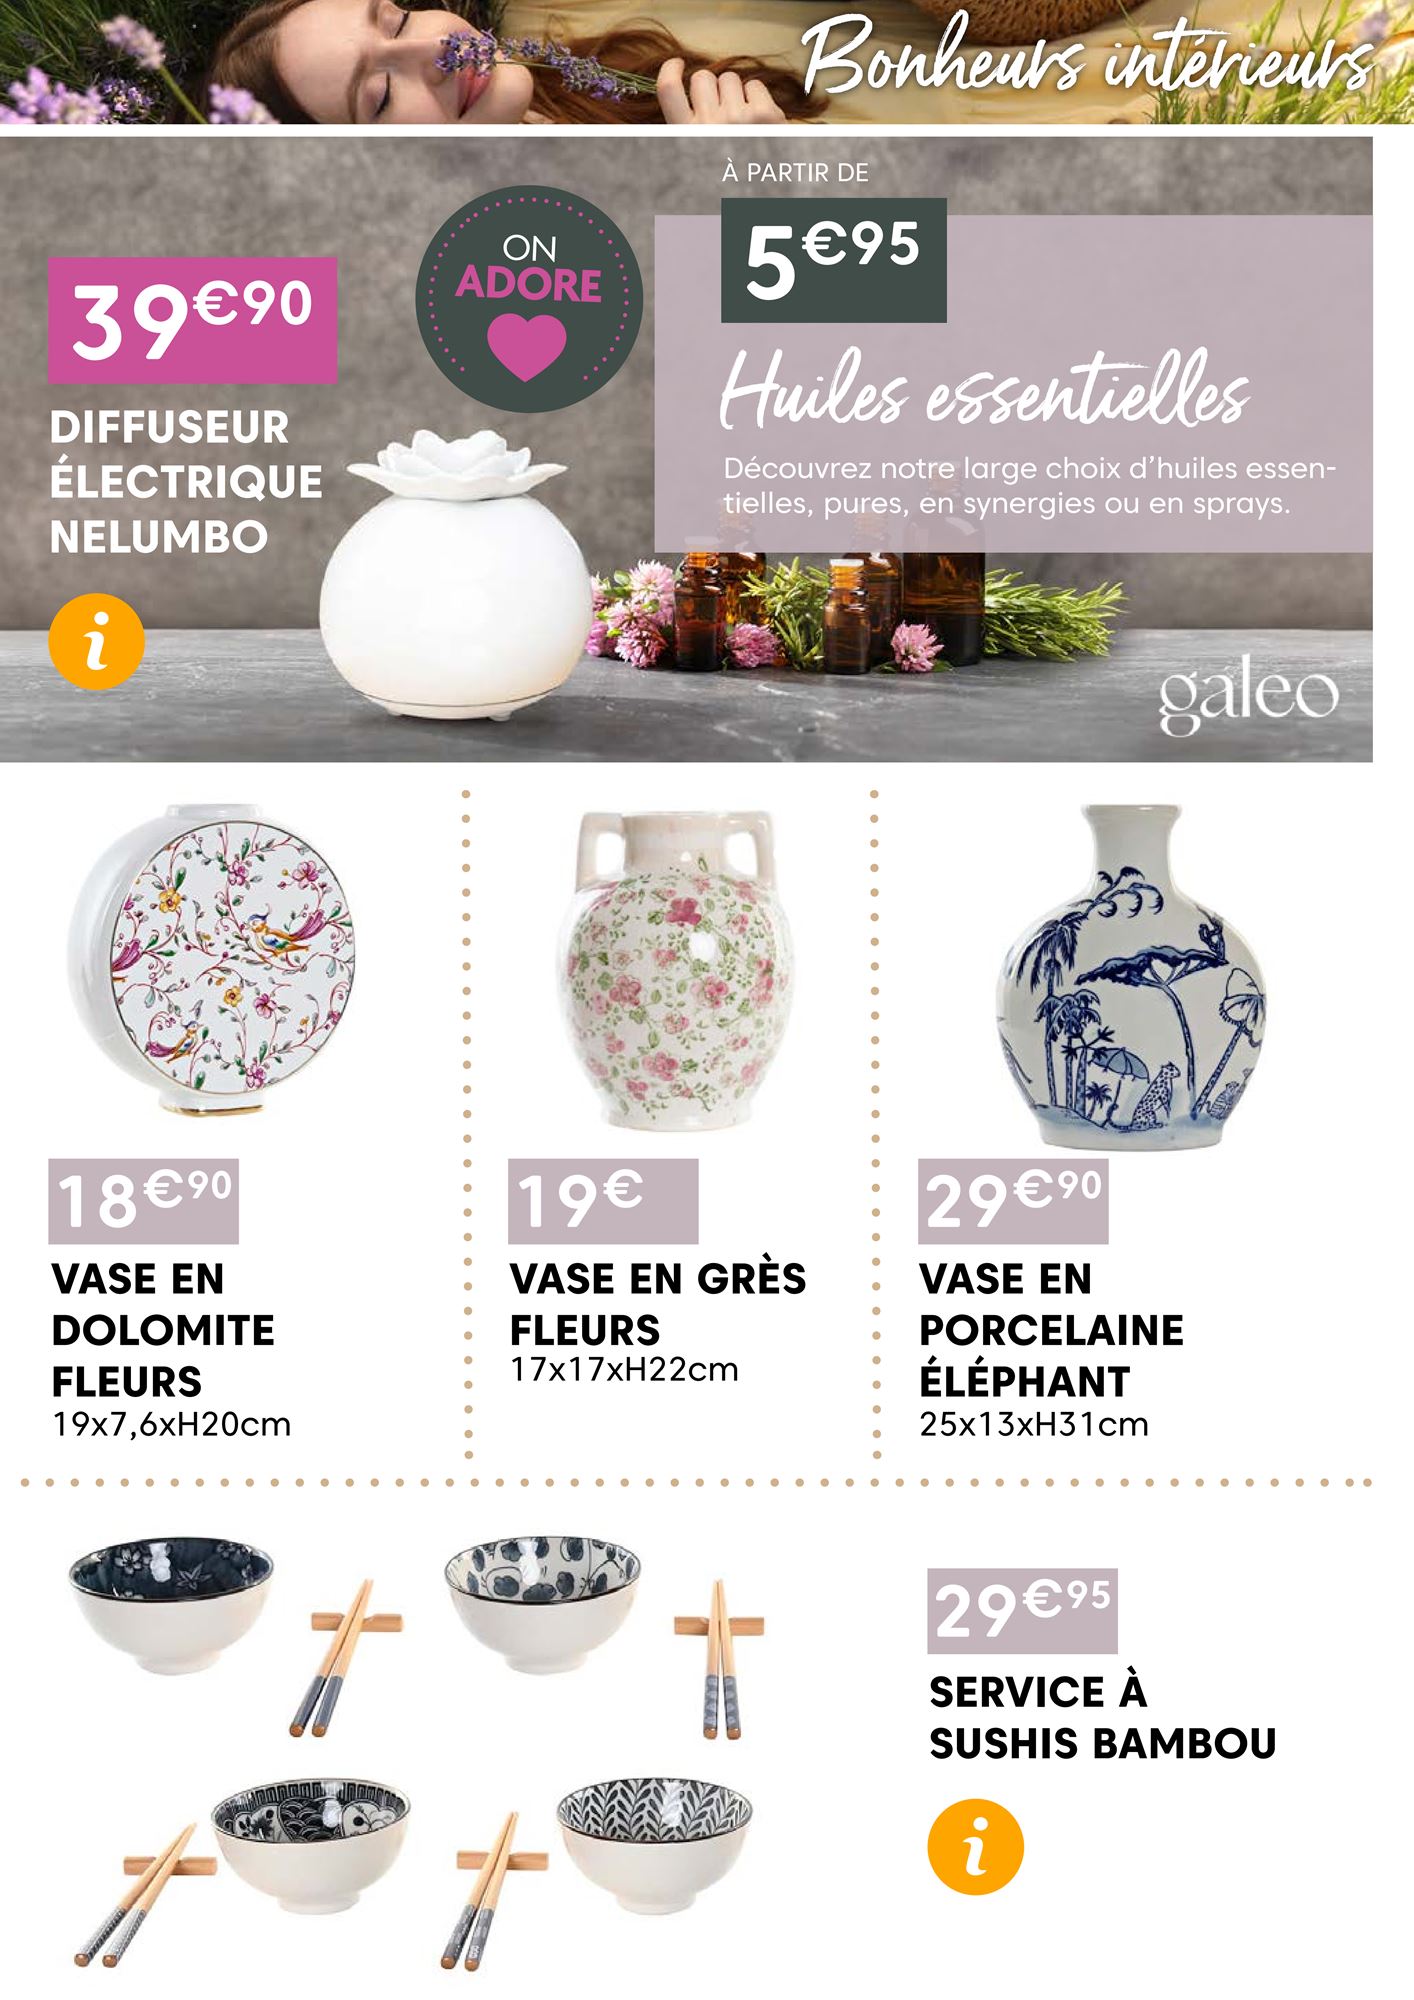 Bonheurs intérieurs
À PARTIR DE
5€95
ON
ADORE
39€90
DIFFUSEUR
ÉLECTRIQUE
NELUMBO
i
Huiles essentielles
Découvrez notre large choix d'huiles essen-
tielles, pures, en synergies ou en sprays.
galeo
18€90
VASE EN
DOLOMITE
FLEURS
19x7,6xH20cm
19€
VASE EN GRÈS
FLEURS
17x17xH22cm
29€90
VASE EN
PORCELAINE
ÉLÉPHANT
25x13xH31cm
29€95
SERVICE À
SUSHIS BAMBOU
i